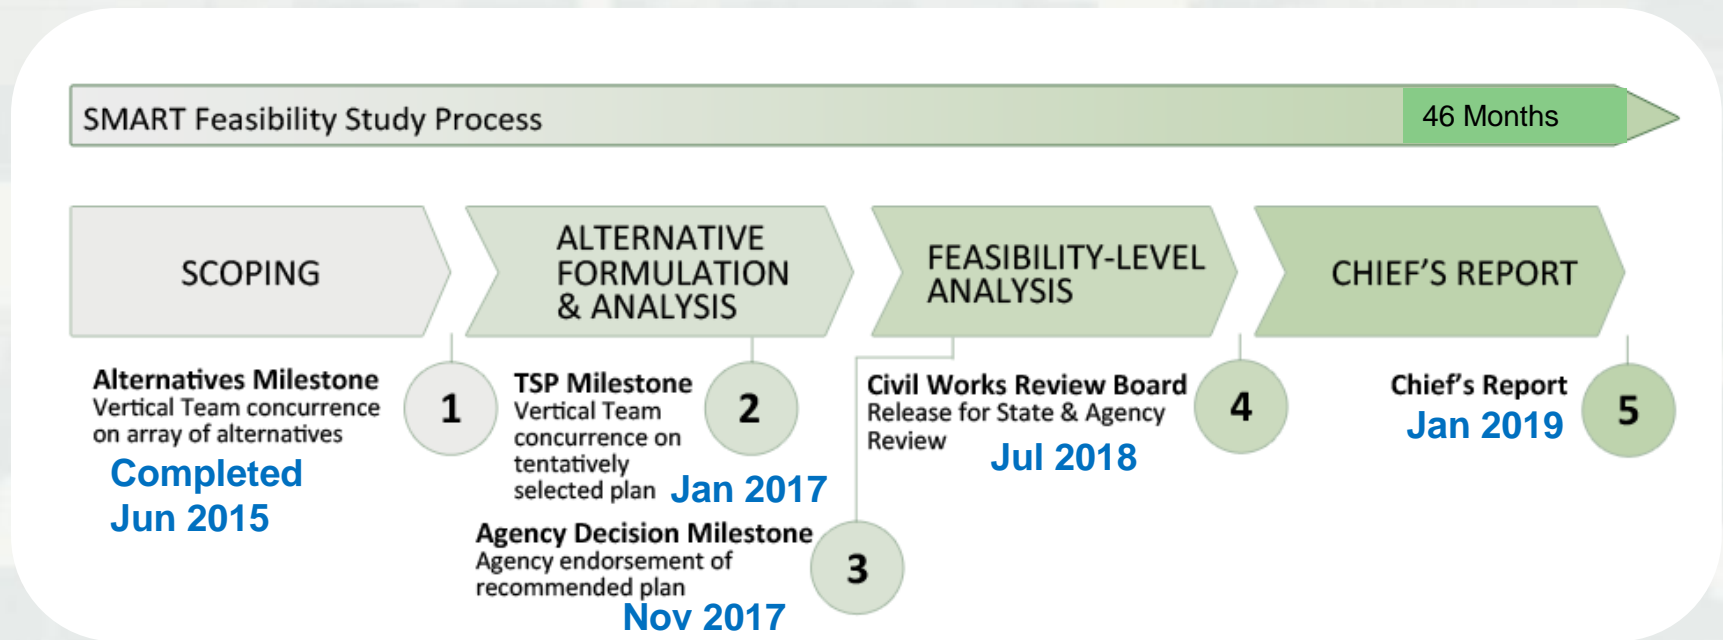 SMART Feasibility Study Process
46 Months
SCOPING
ALTERNATIVE
FORMULATION
& ANALYSIS
FEASIBILITY-LEVEL
ANALYSIS
CHIEF'S REPORT
Alternatives Milestone
Vertical Team concurrence
on array of alternatives
Completed
Jun 2015
1
TSP Milestone
Vertical Team
concurrence on
tentatively
selected plan
Jan 2017
2
Agency Decision Milestone
Agency endorsement of
recommended plan
Nov 2017
3
Civil Works Review Board
Release for State & Agency
Review
Jul 2018
4
Chief's Report
Jan 2019
5